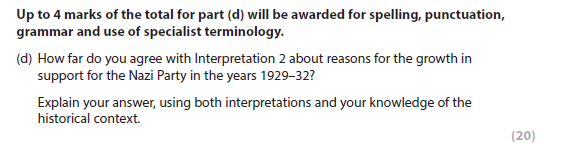 Up to 4 marks of the total for part (d) will be awarded for spelling, punctuation,
grammar and use of specialist terminology.
(d) How far do you agree with Interpretation 2 about reasons for the growth in
support for the Nazi Party in the years 1929–32?
Explain your answer, using both interpretations and your knowledge of the
historical context.
(20)